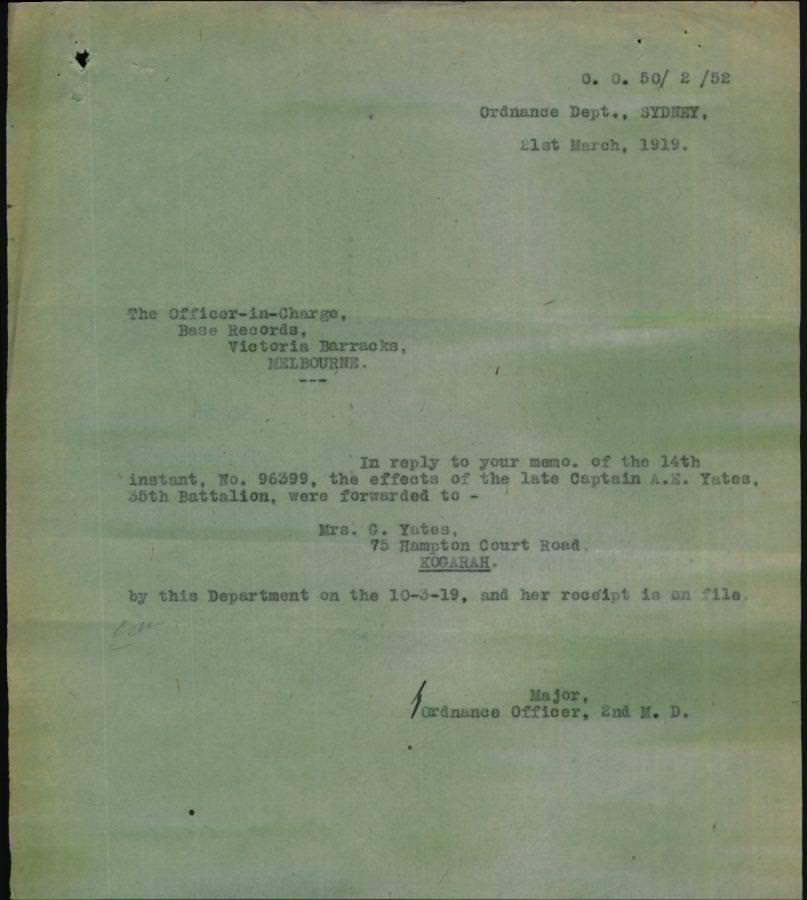 O. O. 50/ 2 /52
Ordnance Dept., SYDNEY,
21st March, 1919.
The Officer-in-Charge,
Base Records,
Victoria Barracks,
MELBOURNE.
---
In reply to your memo. of the 14th
instant, No. 96399, the effects of the late Captain A.E. Yates,
35th Battalion, were forwarded to -
Mrs. G. Yates,
75 Hampton Court Road.
KOGARAH.
by this Department on the 10-3-19, and her receipt is on file.
Major,
Ordnance Officer, 2nd M. D.